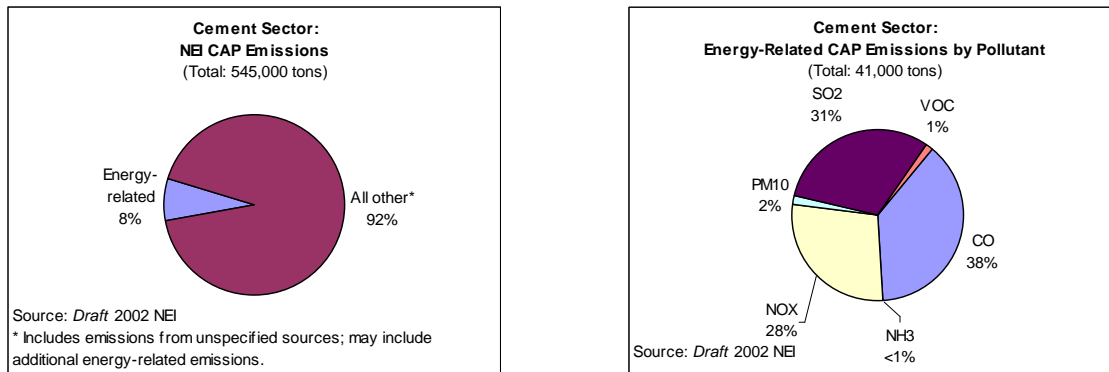 Cement Sector:
NEI CAP Emissions
(Total: 545,000 tons)
Energy-
related
8%
All other*
92%
Source: Draft 2002 NEI
* Includes emissions from unspecified sources; may include
additional energy-related emissions.
Cement Sector:
Energy-Related CAP Emissions by Pollutant
(Total: 41,000 tons)
SO2
31%
VOC
1%
PM10
2%
CO
38%
NOX
28%
NH3
<1%
Source: Draft 2002 NEI